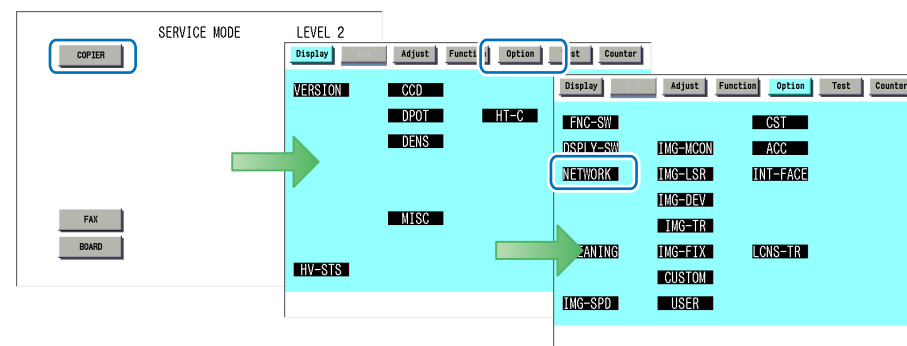 SERVICE MODE LEVEL 2
COPIER
FAX
BOARD
Display Adjust Function Option Test Counter
VERSION CCD
DPOT HT-C
DENS
MISC
HV-STS
Display Adjust Function Option Test Counter
FNC-SW CST
DSPLY-SW IMG-MCON ACC
NETWORK IMG-LSR INT-FACE
IMG-DEV
IMG-TR
EANING IMG-FIX LCNS-TR
CUSTOM
IMG-SPD USER